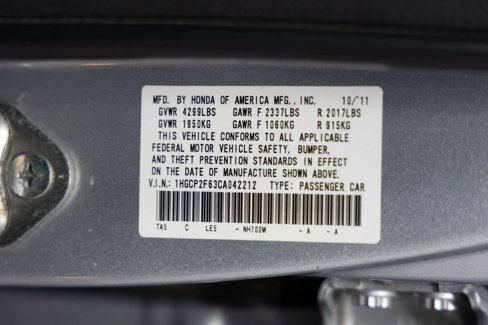 MFD. BY HONDA OF AMERICA MFG., INC. 10/'11
GVWR 4299LBS GAWR F 2337LBS R 2017LBS
GVWR 1950KG GAWR F 1060KG R 915KG
THIS VEHICLE CONFORMS TO ALL APPLICABLE
FEDERAL MOTOR VEHICLE SAFETY, BUMPER,
AND THEFT PREVENTION STANDARDS IN EFFECT
ON THE DATE OF MANUFACTURE SHOWN ABOVE.
V.I.N.: 1HGCP2F63CA042212 TYPE: PASSENGER CAR
TA5 C LE5 - NH700M - A - A